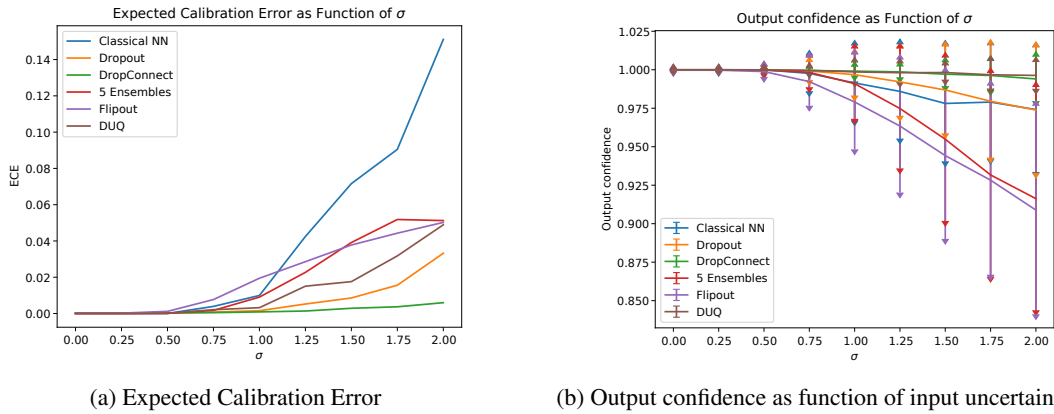 Expected Calibration Error as Function of σ
ECE
0.14
0.12
0.10
0.08
0.06
0.04
0.02
0.00
Classical NN
Dropout
DropConnect
5 Ensembles
Flipout
DUQ
0.00 0.25 0.50 0.75 1.00 1.25 1.50 1.75 2.00
σ
(a) Expected Calibration Error
Output confidence as Function of σ
Output confidence
1.025
1.000
0.975
0.950
0.925
0.900
0.875
0.850
Classical NN
Dropout
DropConnect
5 Ensembles
Flipout
DUQ
0.00 0.25 0.50 0.75 1.00 1.25 1.50 1.75 2.00
σ
(b) Output confidence as function of input uncertain